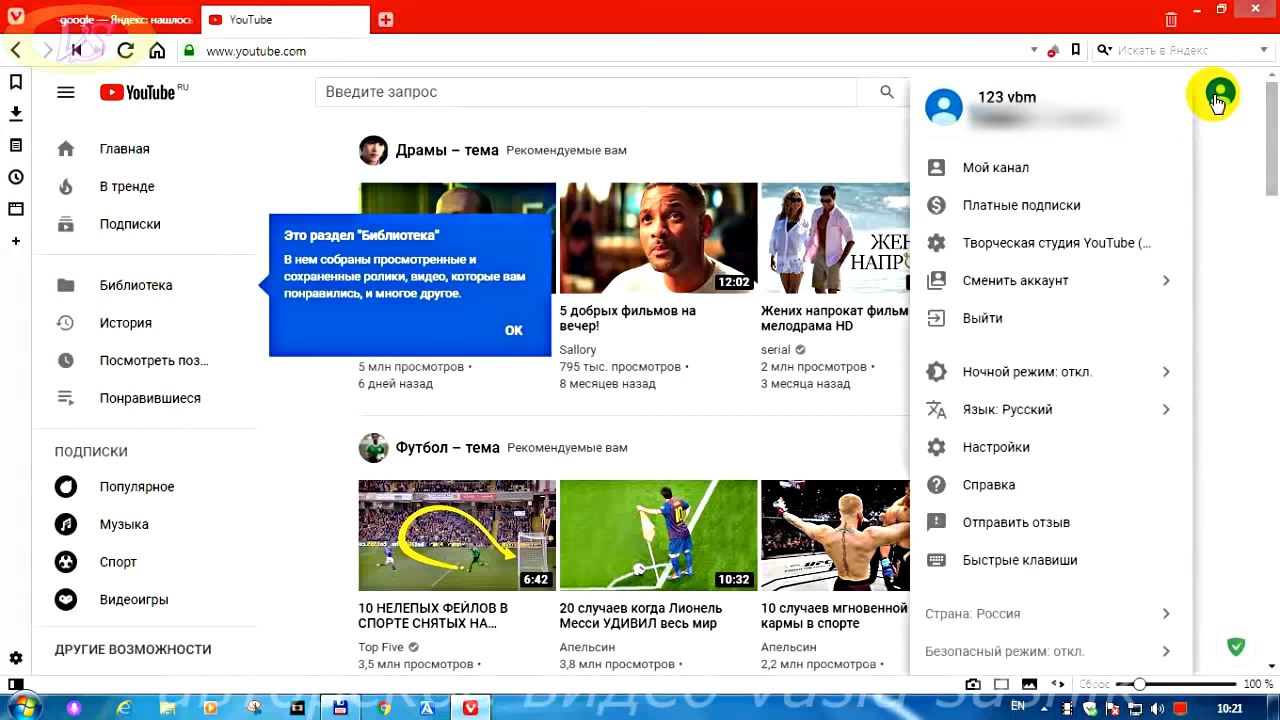 google — Яндекс: нашлось
YouTube
www.youtube.com
Искать в Яндекс
YouTube RU
Введите запрос
123 vbm
Главная
В тренде
Подписки
Библиотека
История
Посмотреть поз...
Понравившиеся
ПОДПИСКИ
Популярное
Музыка
Спорт
Видеоигры
ДРУГИЕ ВОЗМОЖНОСТИ
Драмы – тема Рекомендуемые вам
Это раздел "Библиотека"
В нем собраны просмотренные и
сохраненные ролики, видео, которые вам
понравились, и многое другое.
ОК
5 млн просмотров •
6 дней назад
12:02
5 добрых фильмов на
вечер!
Sallory
795 тыс. просмотров •
8 месяцев назад
ЖЕН
НАПР
Жених напрокат фильм
мелодрама HD
serial
2 млн просмотров •
3 месяца назад
Футбол – тема Рекомендуемые вам
6:42
10 НЕЛЕПЫХ ФЕЙЛОВ В
СПОРТЕ СНЯТЫХ НА...
Top Five
3,5 млн просмотров •
10
10:32
20 случаев когда Лионель
Месси УДИВИЛ весь мир
Апельсин
3,8 млн просмотров •
10 случаев мгновенной
кармы в спорте
Апельсин
2,2 млн просмотров •
Мой канал
Платные подписки
Творческая студия YouTube (...
Сменить аккаунт
Выйти
Ночной режим: откл.
Язык: Русский
Настройки
Справка
Отправить отзыв
Быстрые клавиши
Страна: Россия
Безопасный режим: откл.
Сброс
100 %
EN
10:21